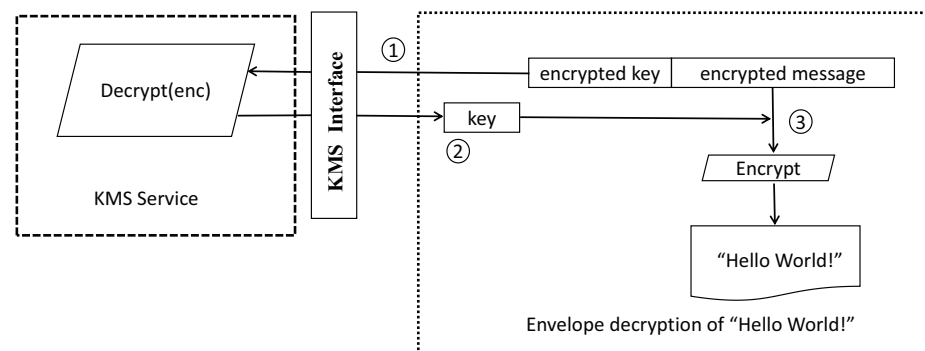 ①
encrypted key
encrypted message
Decrypt(enc)
KMS Interface
key
②
③
Encrypt
KMS Service
“Hello World!”
Envelope decryption of “Hello World!”